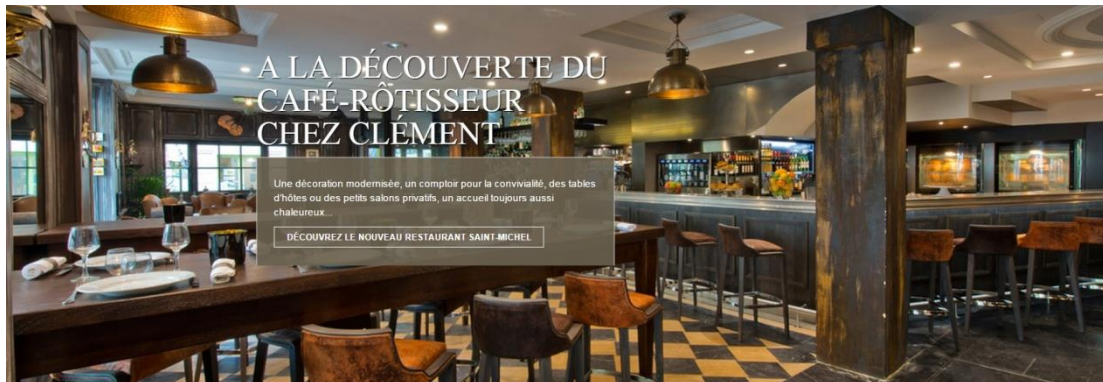 A LA DÉCOUVERTE DU
CAFÉ-RÔTISSEUR
CHEZ CLÉMENT
Une décoration modernisée, un comptoir pour la convivialité, des tables
d'hôtes ou des petits salons privatifs, un accueil toujours aussi
chaleureux...
DÉCOUVREZ LE NOUVEAU RESTAURANT SAINT-MICHEL